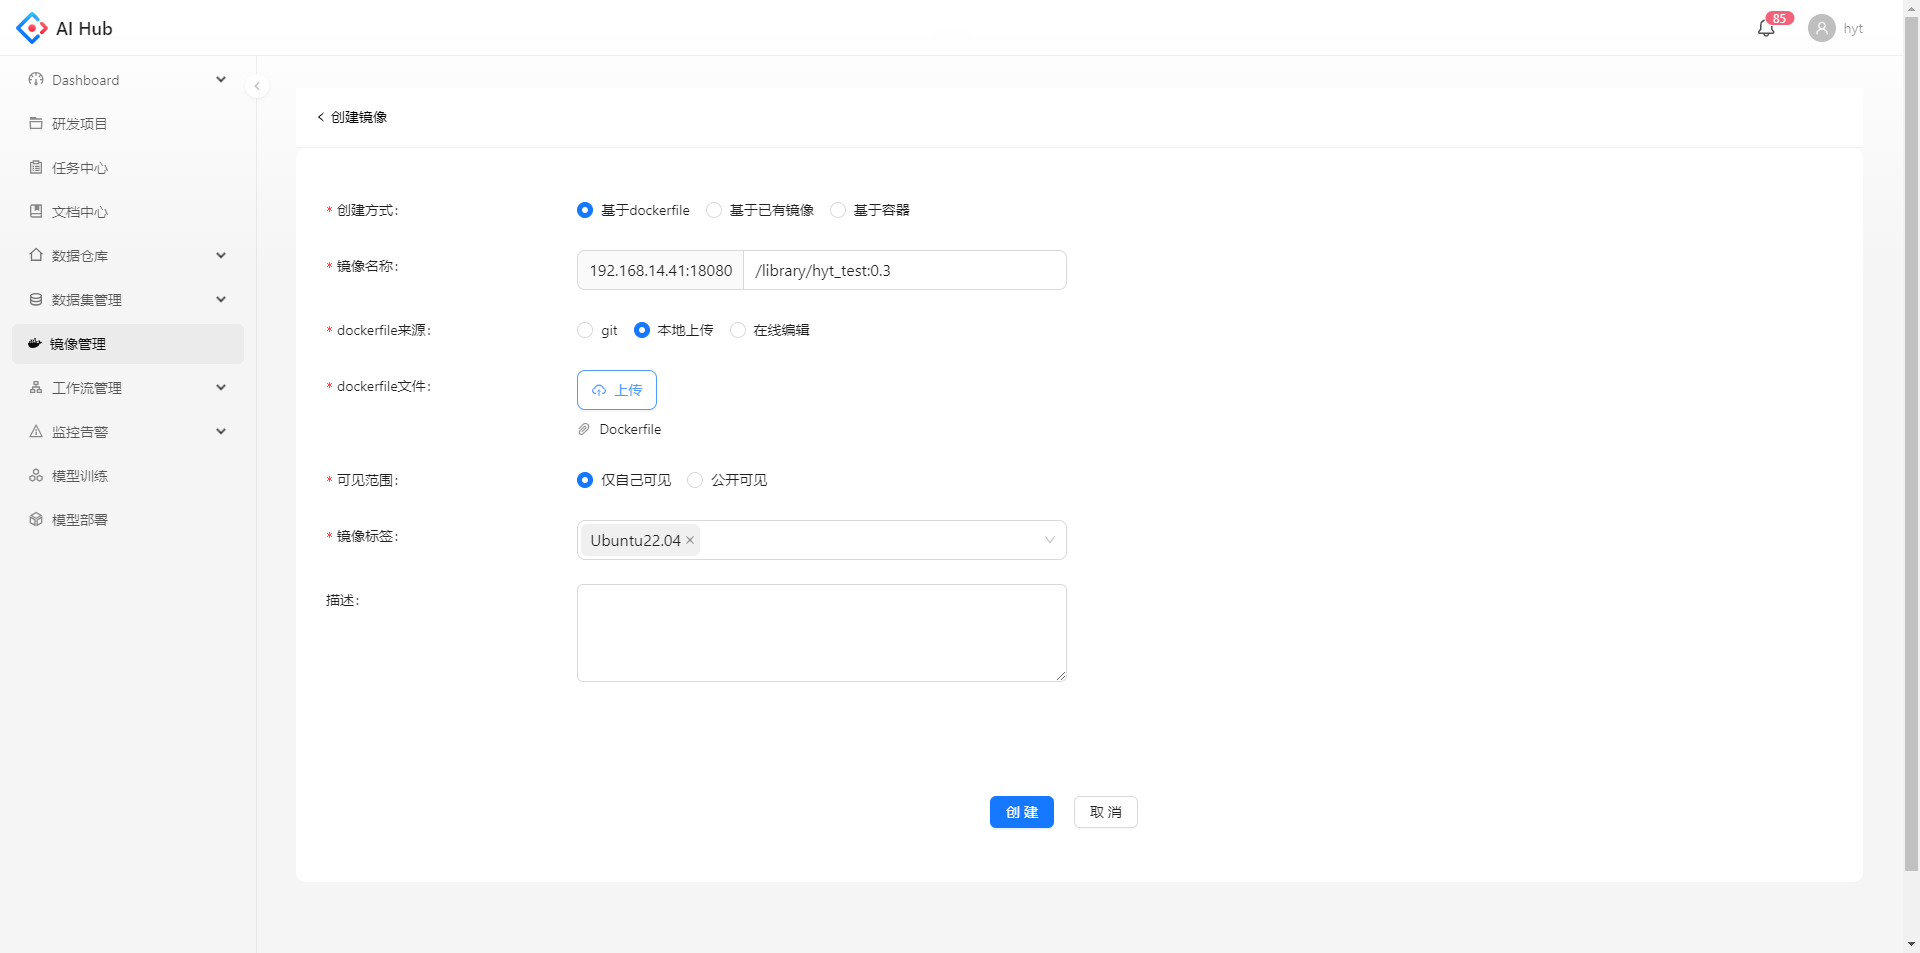 AI Hub
85
hyt
Dashboard
研发项目
任务中心
文档中心
数据仓库
数据集管理
镜像管理
工作流管理
监控告警
模型训练
模型部署
创建镜像
* 创建方式: 基于dockerfile 基于已有镜像 基于容器
* 镜像名称: 192.168.14.41:18080 /library/hyt_test:0.3
* dockerfile来源: git 本地上传 在线编辑
* dockerfile文件: 上传
Dockerfile
* 可见范围: 仅自己可见 公开可见
* 镜像标签: Ubuntu22.04
描述:
创建 取消